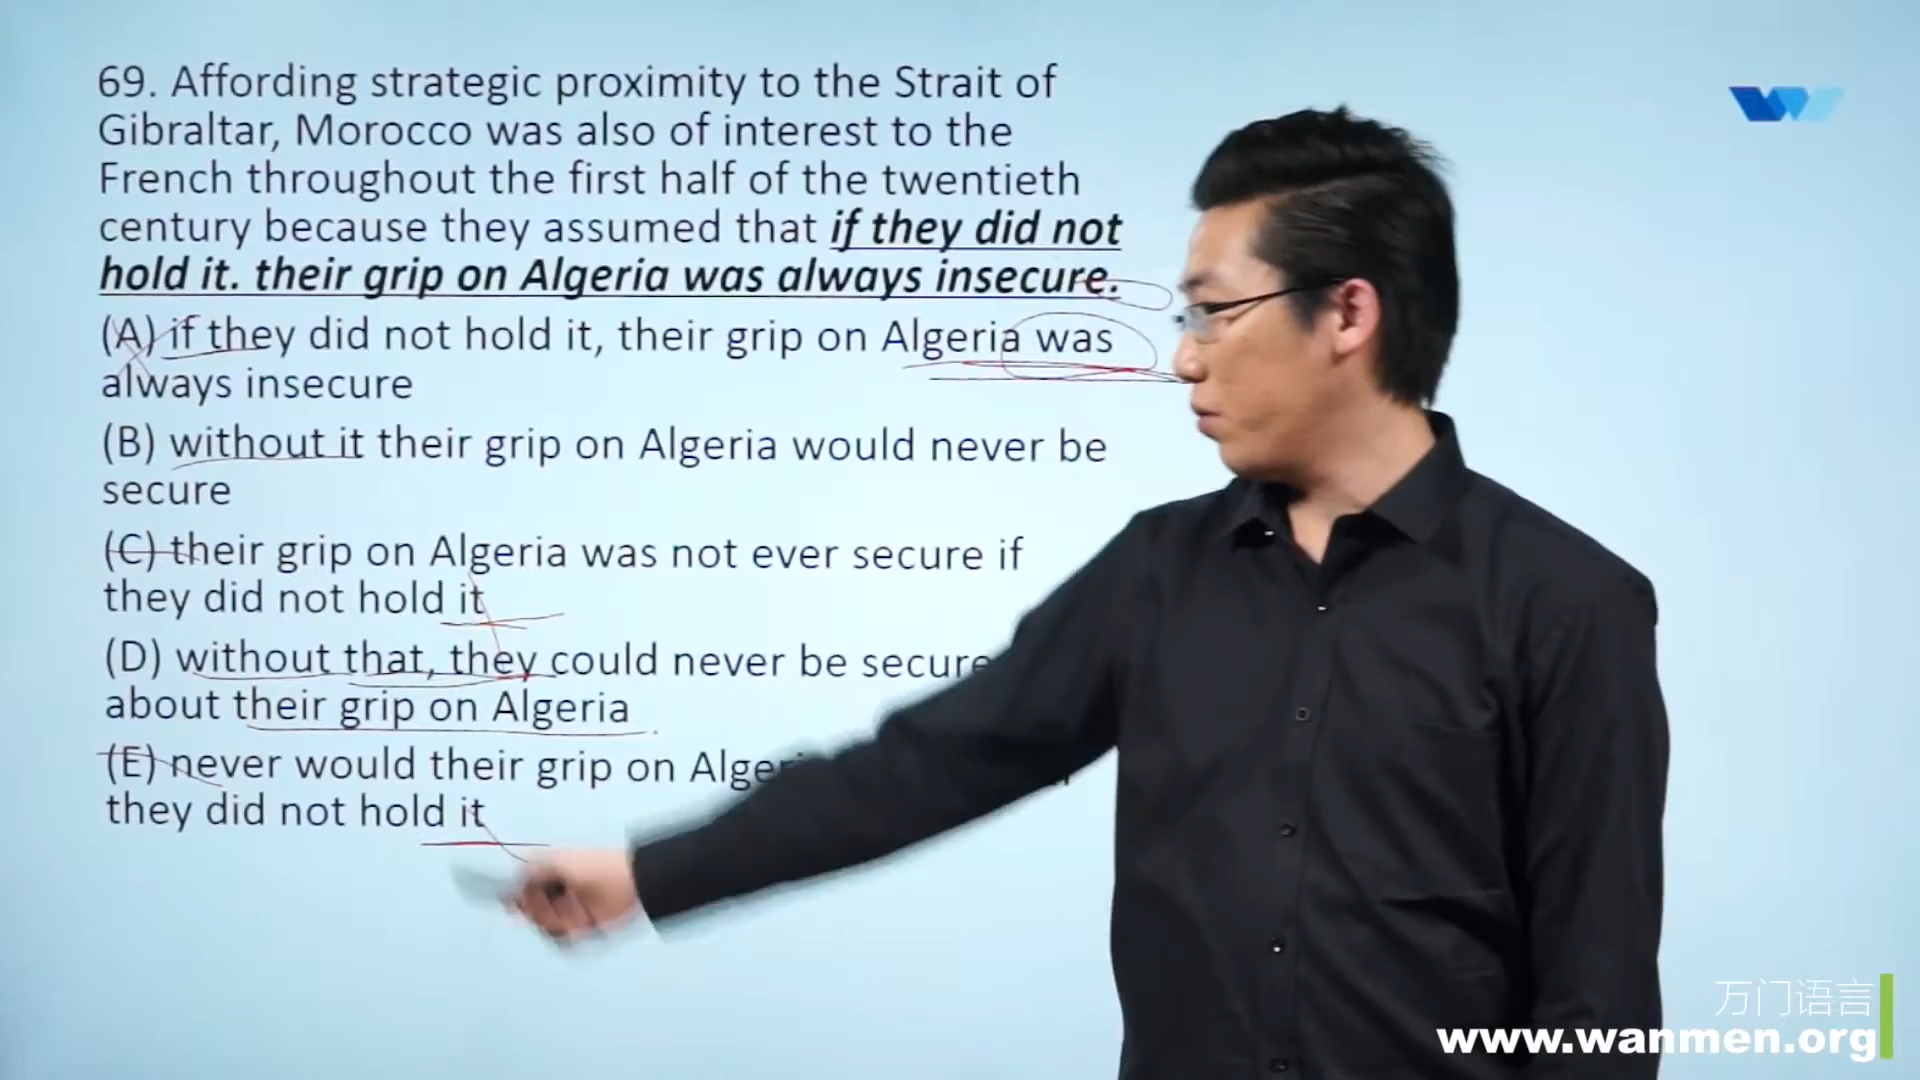 69. Affording strategic proximity to the Strait of
Gibraltar, Morocco was also of interest to the
French throughout the first half of the twentieth
century because they assumed that if they did not
hold it. their grip on Algeria was always insecure.
(A) if they did not hold it, their grip on Algeria was
always insecure
(B) without it their grip on Algeria would never be
secure
(C) their grip on Algeria was not ever secure if
they did not hold it
(D) without that, they could never be secure
about their grip on Algeria
(E) never would their grip on
they did not hold it
万门语言
www.wanmen.org